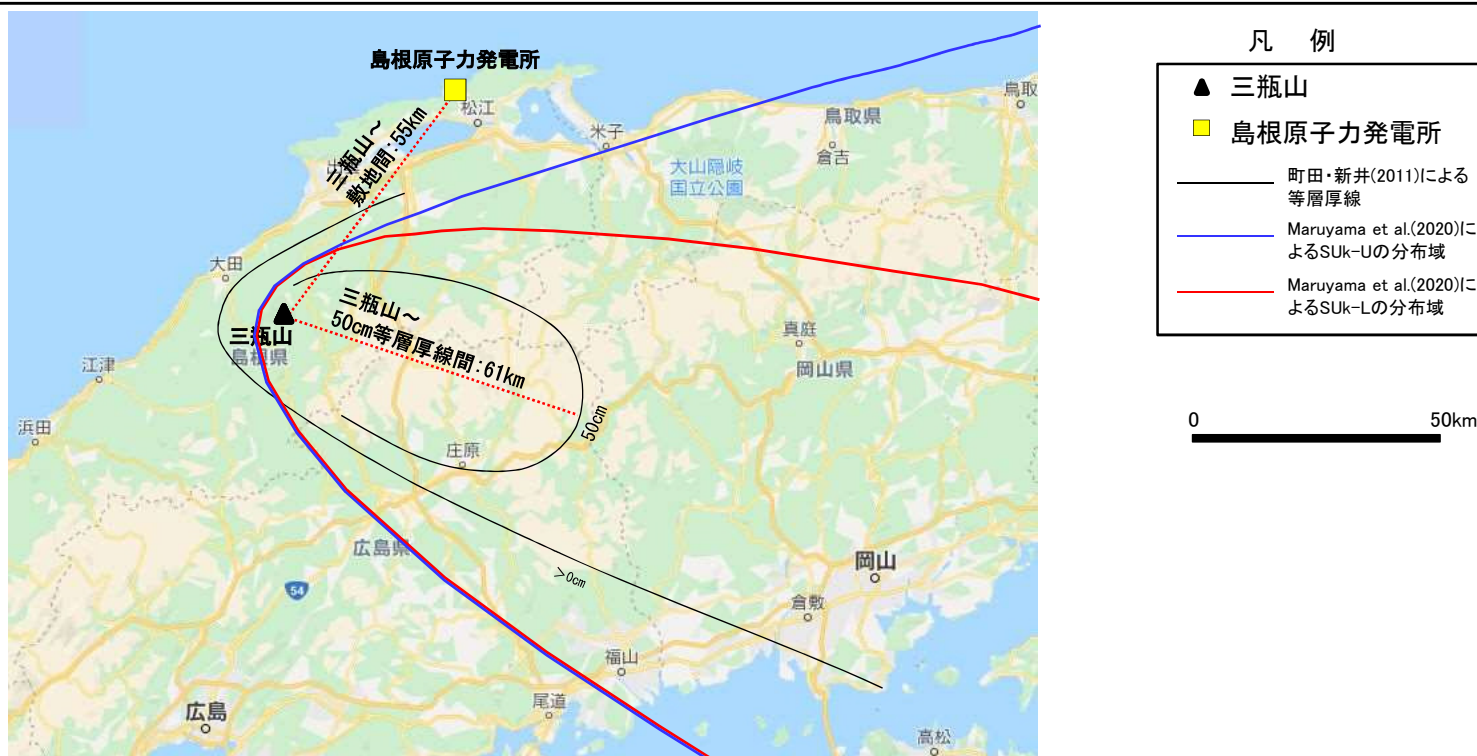 島根原子力発電所
松江
米子
鳥取
鳥取県
倉吉
大山隠岐
国立公園
三瓶山～
敷地間:55km
大田
三瓶山～
50cm等層厚線間:61km
三瓶山
島根県
真庭
岡山県
江津
浜田
50cm
庄原
広島県
>0cm
54
岡山
倉敷
福山
尾道
広島
高松
凡 例
三瓶山
島根原子力発電所
町田・新井(2011)による
等層厚線
Maruyama et al.(2020)に
よるSUk-Uの分布域
Maruyama et al.(2020)に
よるSUk-Lの分布域
0 50km